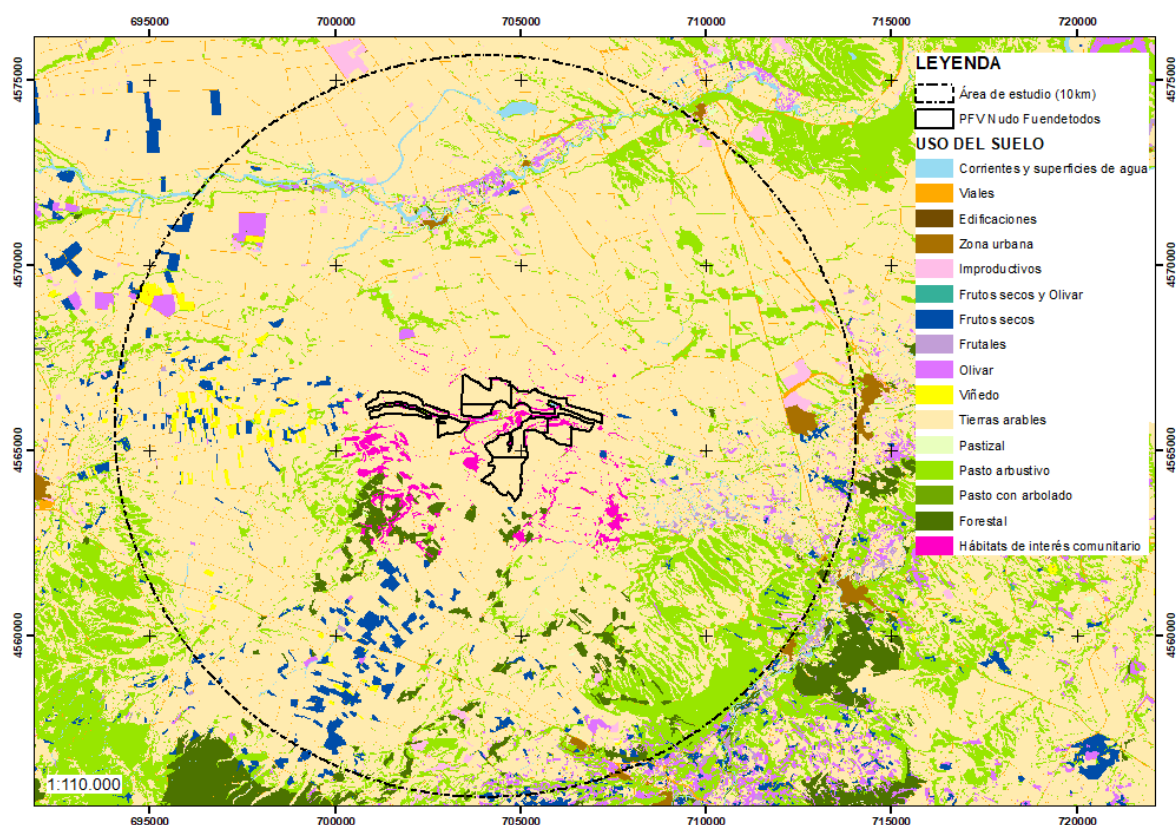 695000 700000 705000 710000 715000 720000
4575000 4575000
4570000 4570000
4565000 4565000
4560000 4560000
LEYENDA
Área de estudio (10km)
PFV Nudo Fuendetodos
USO DEL SUELO
Corrientes y superficies de agua
Viales
Edificaciones
Zona urbana
Improductivos
Frutos secos y Olivar
Frutos secos
Frutales
Olivar
Viñedo
Tierras arables
Pastizal
Pasto arbustivo
Pasto con arbolado
Forestal
Hábitats de interés comunitario
1:110.000
695000 700000 705000 710000 715000 720000